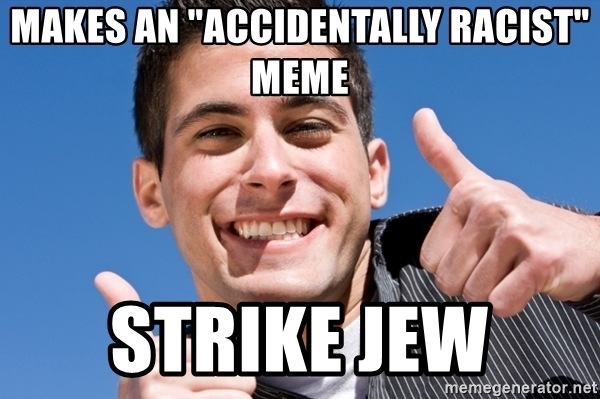 MAKES AN "ACCIDENTALLY RACIST"
MEME
STRIKE JEW
memegenerator.net